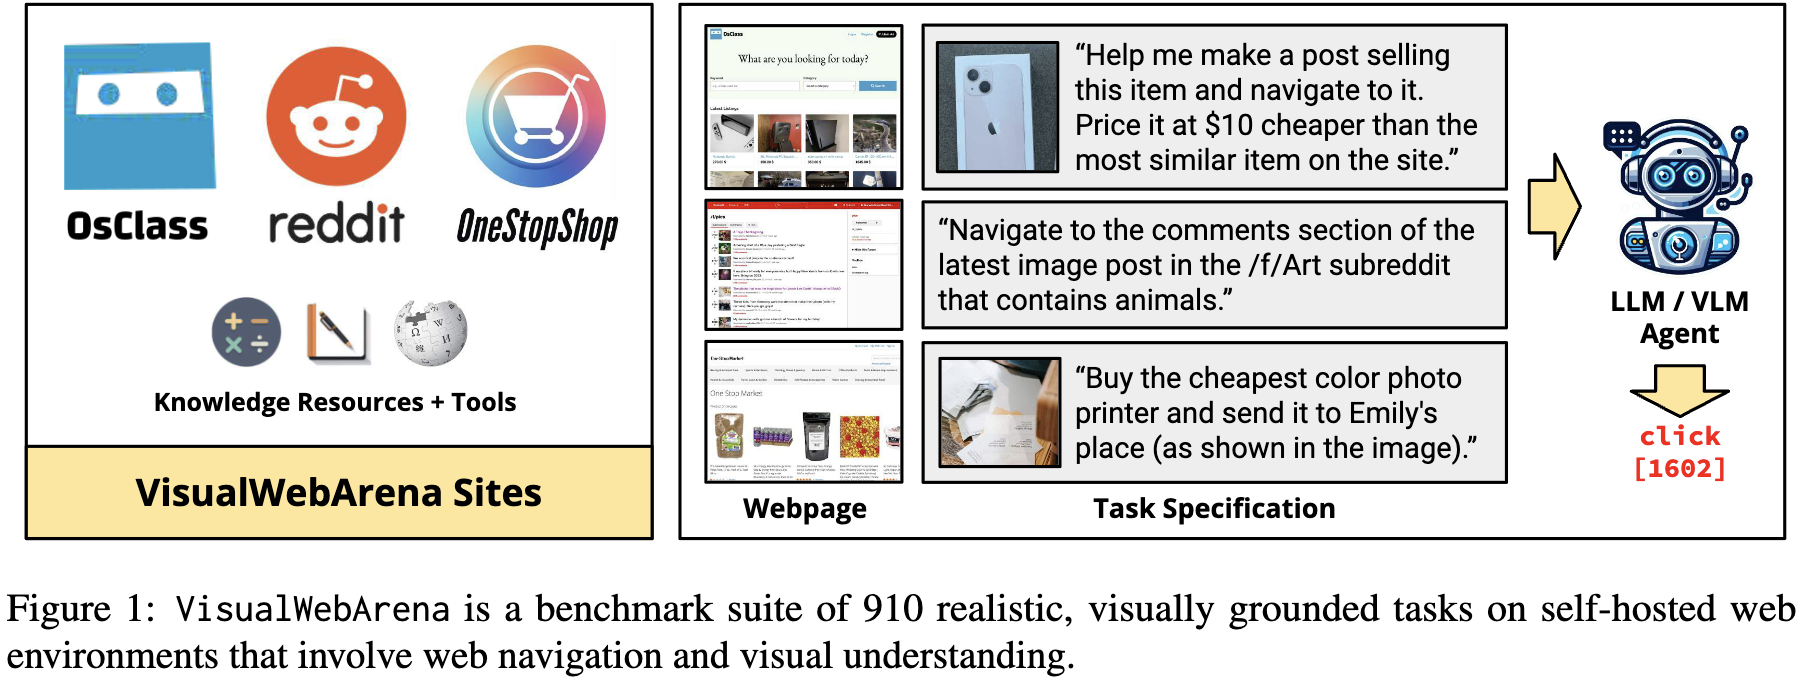 OsClass
reddit
OneStopShop
Knowledge Resources + Tools
VisualWebArena Sites
OsClass
What are you looking for today?
Latest Listings
One Stop Market
Webpage
“Help me make a post selling
this item and navigate to it.
Price it at $10 cheaper than the
most similar item on the site.”
“Navigate to the comments section of the
latest image post in the /f/Art subreddit
that contains animals.”
“Buy the cheapest color photo
printer and send it to Emily's
place (as shown in the image).”
Task Specification
LLM / VLM
Agent
click
[1602]
Figure 1: VisualWebArena is a benchmark suite of 910 realistic, visually grounded tasks on self-hosted web
environments that involve web navigation and visual understanding.